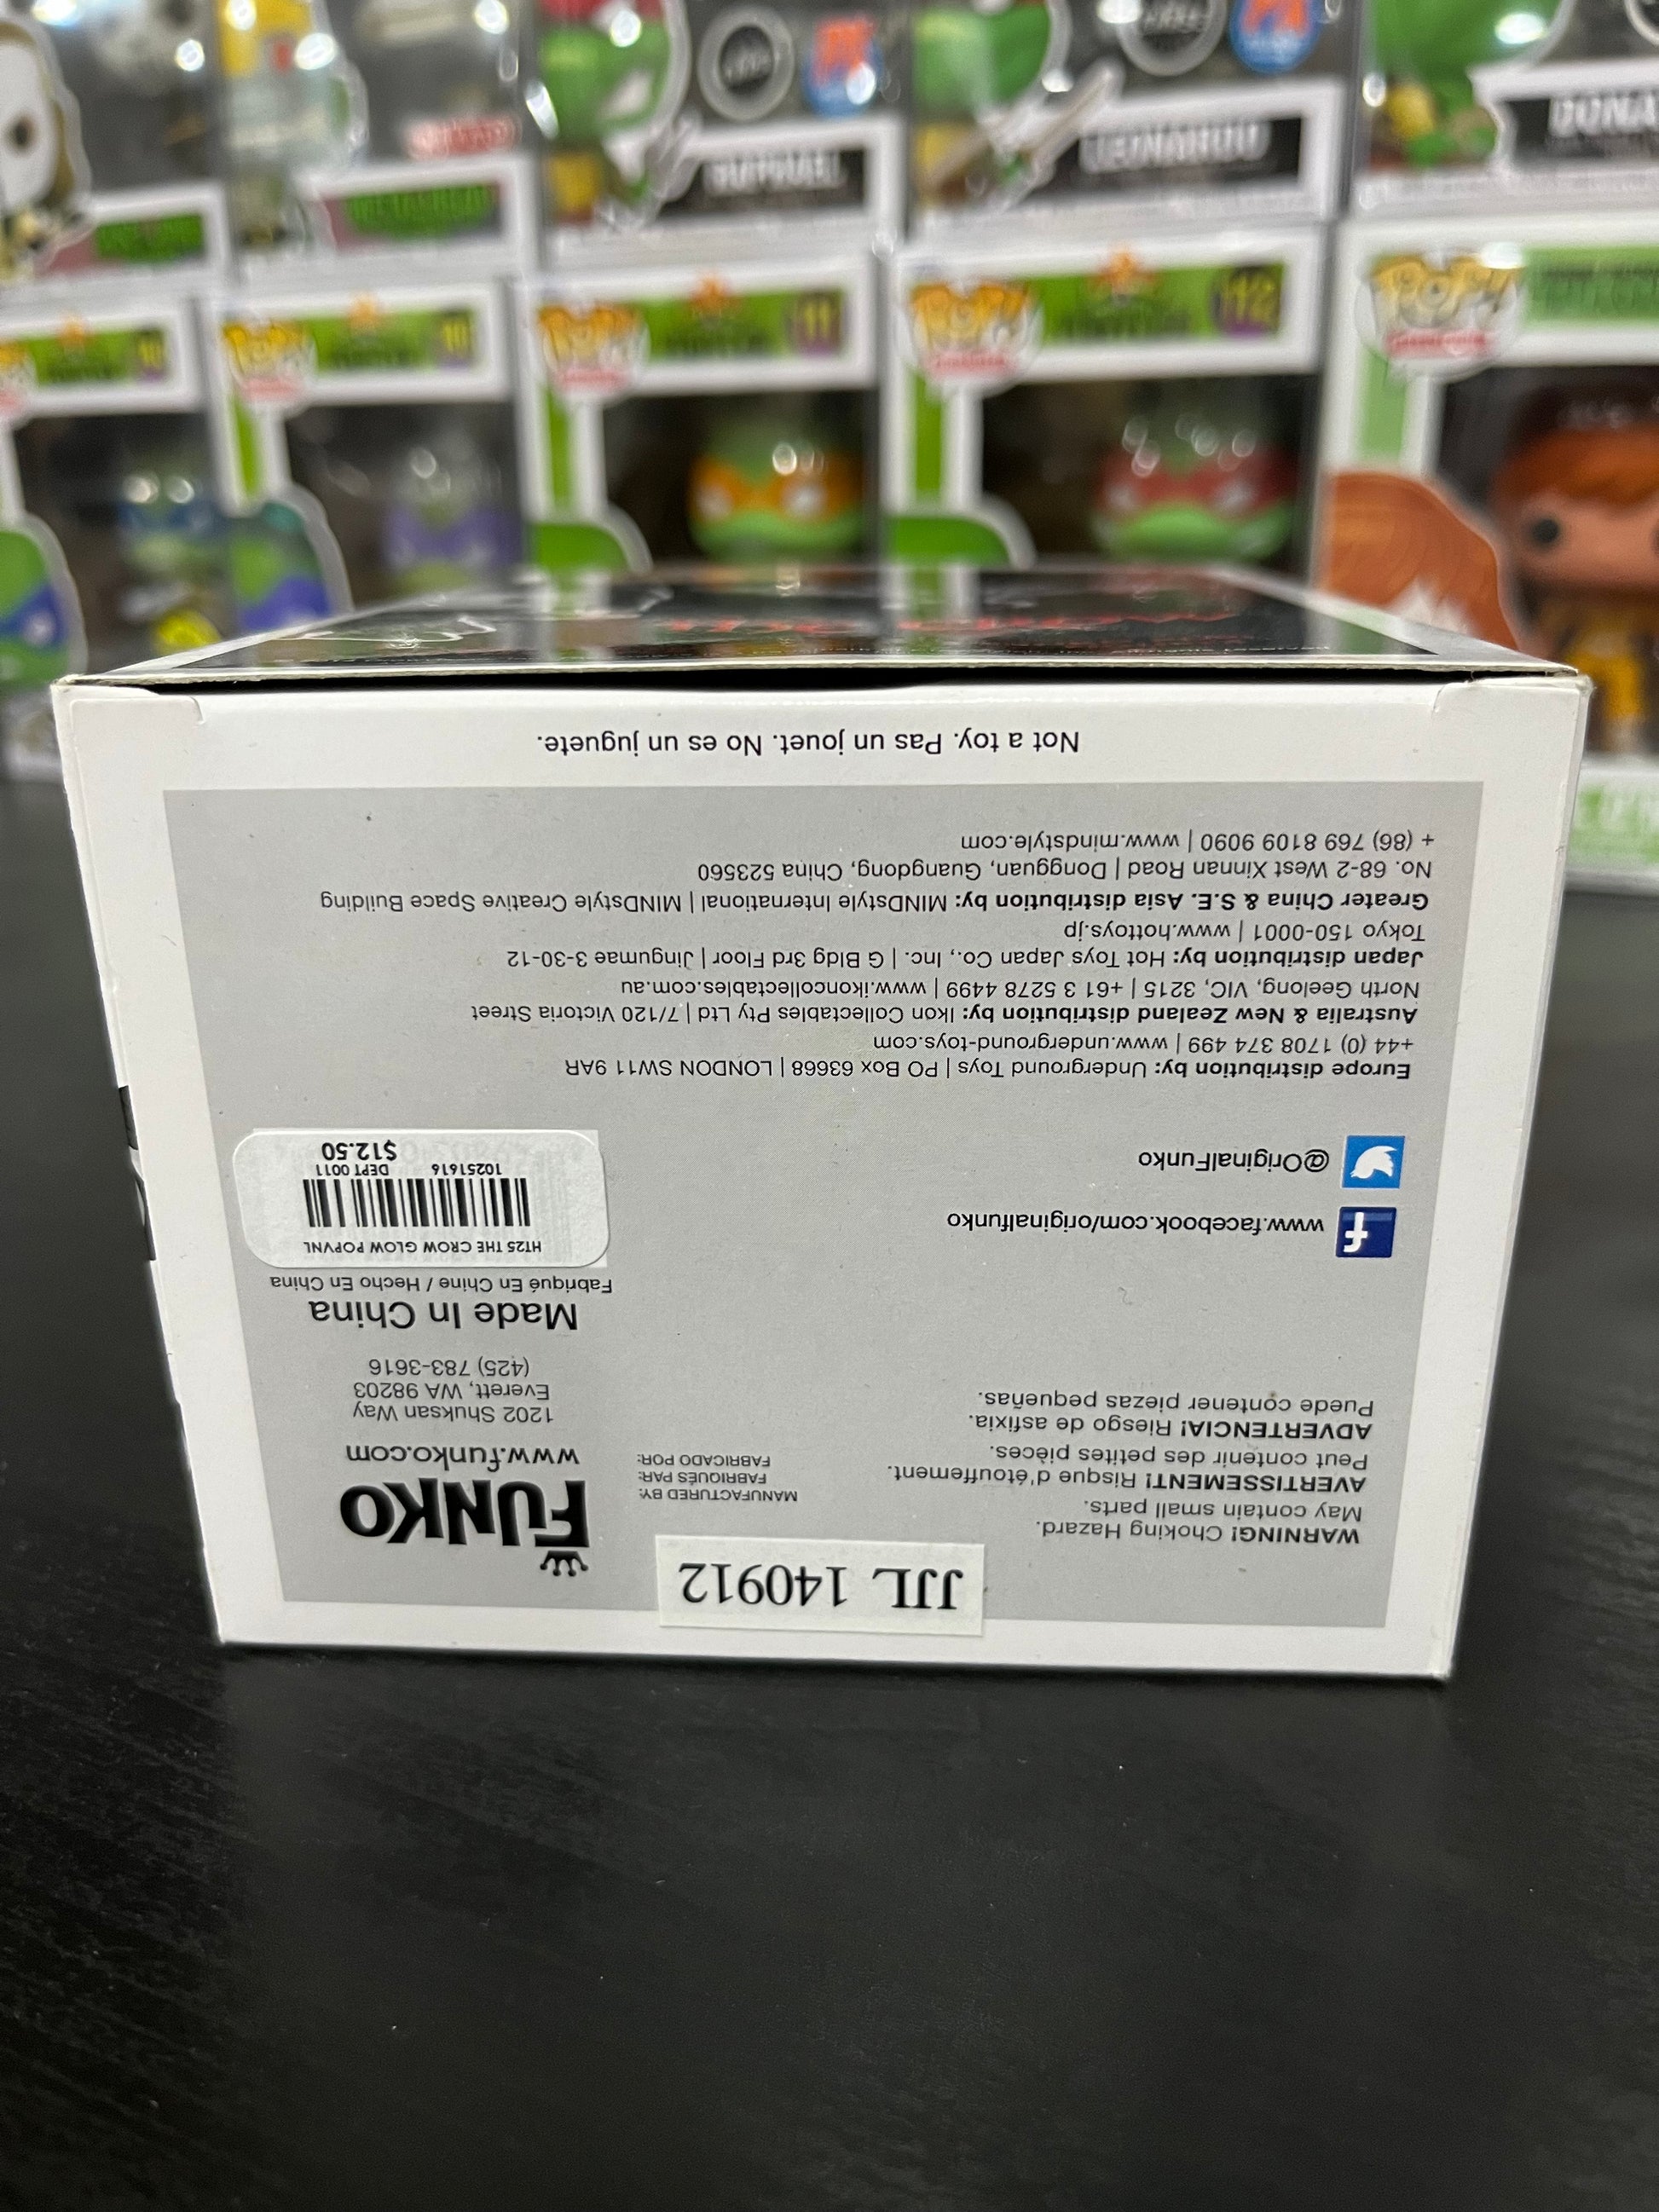 JJL 140912
WARNING! Choking Hazard.
May contain small parts.
AVERTISSEMENT! Risque d'étouffement.
Peut contenir des petites pièces.
ADVERTENCIA! Riesgo de asfixia.
Puede contener piezas pequeñas.
MANUFACTURED BY:
FABRIQUÉS PAR:
FABRICADO POR:
FUNKO
www.funko.com
1202 Shuksan Way
Everett, WA 98203
(425) 783-3616
Made In China
Fabriqué En Chine / Hecho En China
HT25 THE CROW GLOW POPVNL
10251616 DEPT 0011
$12.50
www.facebook.com/originalfunko
@OriginalFunko
Europe distribution by: Underground Toys | PO Box 63668 | LONDON SW11 9AR
+44 (0) 1708 374 499 | www.underground-toys.com
Australia & New Zealand distribution by: Ikon Collectables Pty Ltd | 7/120 Victoria Street
North Geelong, VIC, 3215 | +61 3 5278 4499 | www.ikoncollectables.com.au
Japan distribution by: Hot Toys Japan Co., Inc. | G Bldg 3rd Floor | Jingumae 3-30-12
Tokyo 150-0001 | www.hottoys.jp
Greater China & S.E. Asia distribution by: MINDstyle International | MINDstyle Creative Space Building
No. 68-2 West Xinnan Road | Dongguan, Guangdong, China 523560
+ (86) 769 8109 9090 | www.mindstyle.com
Not a toy. Pas un jouet. No es un juguete.
RAPHAEL
LEONARDO
DONA
POP!
POP!
11
POP!
12
POP!